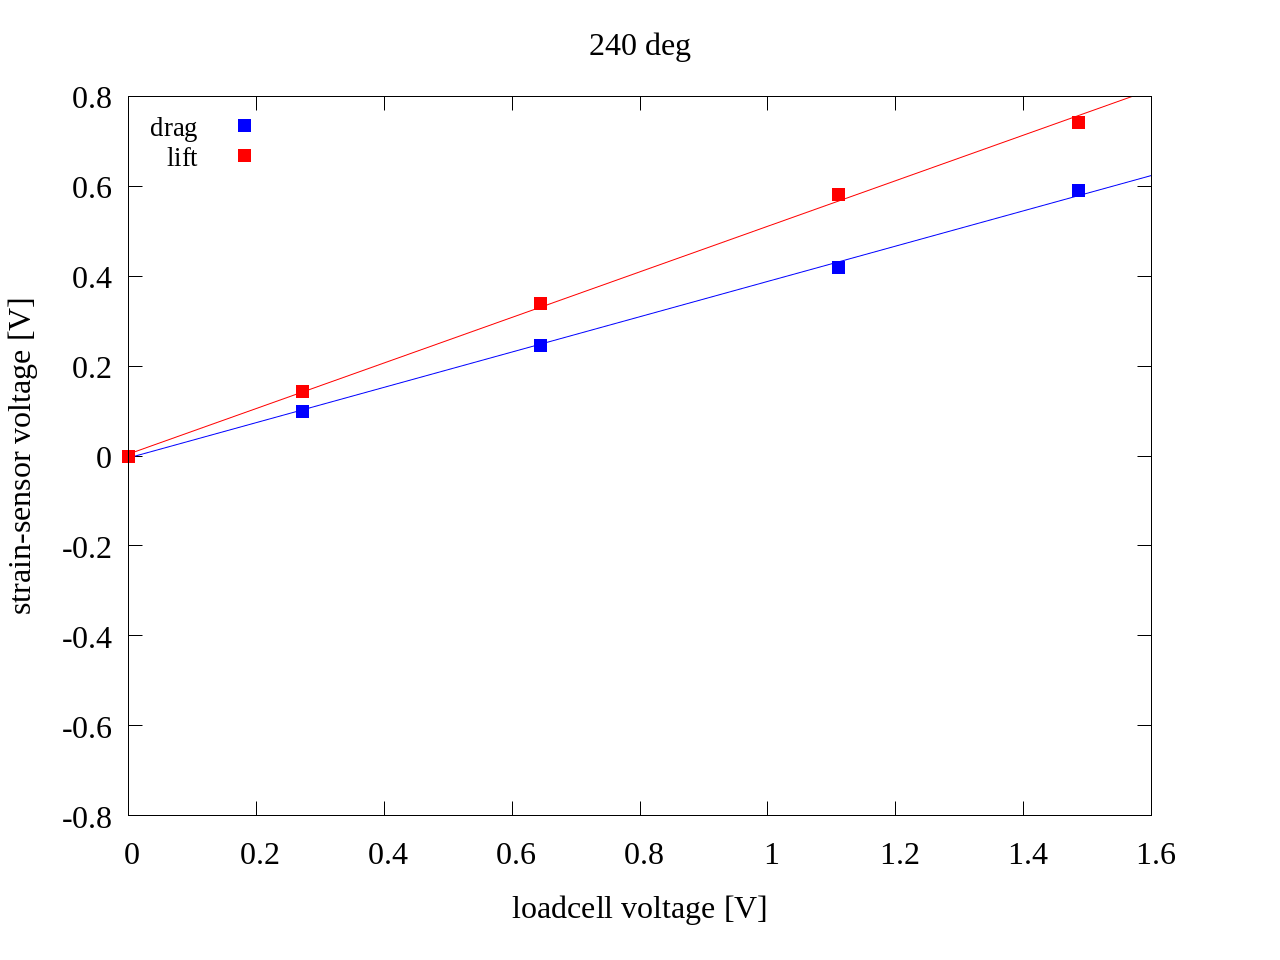 240 deg
drag
lift
0.8
0.6
0.4
0.2
0
-0.2
-0.4
-0.6
-0.8
strain-sensor voltage [V]
0 0.2 0.4 0.6 0.8 1 1.2 1.4 1.6
loadcell voltage [V]